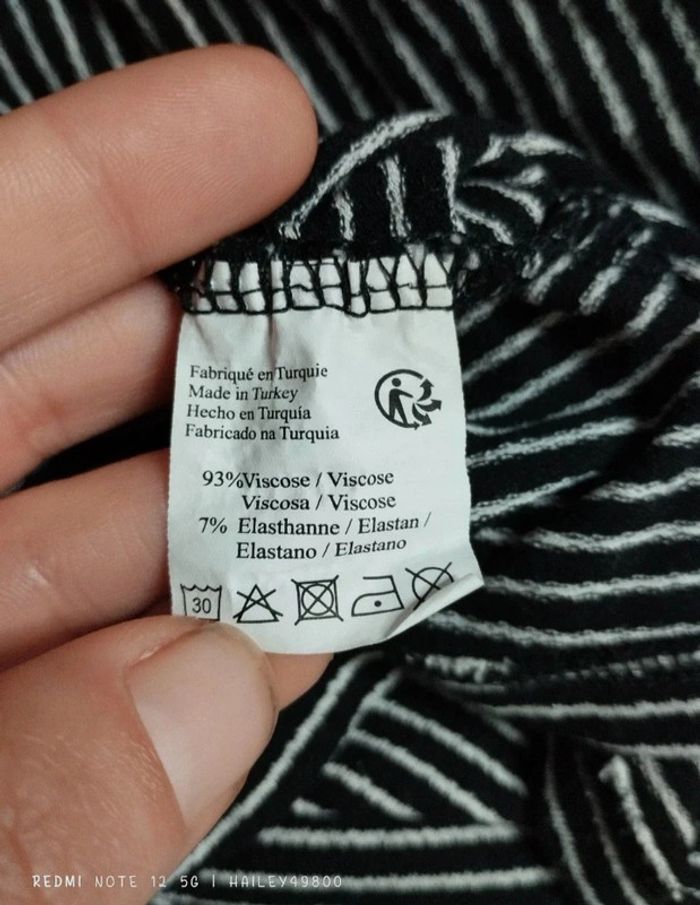 Fabriqué en Turquie
Made in Turkey
Hecho en Turquía
Fabricado na Turquia
93%Viscose / Viscose
Viscosa / Viscose
7% Elasthanne / Elastan /
Elastano / Elastano
30
REDMI NOTE 12 5G | HAILEY49800